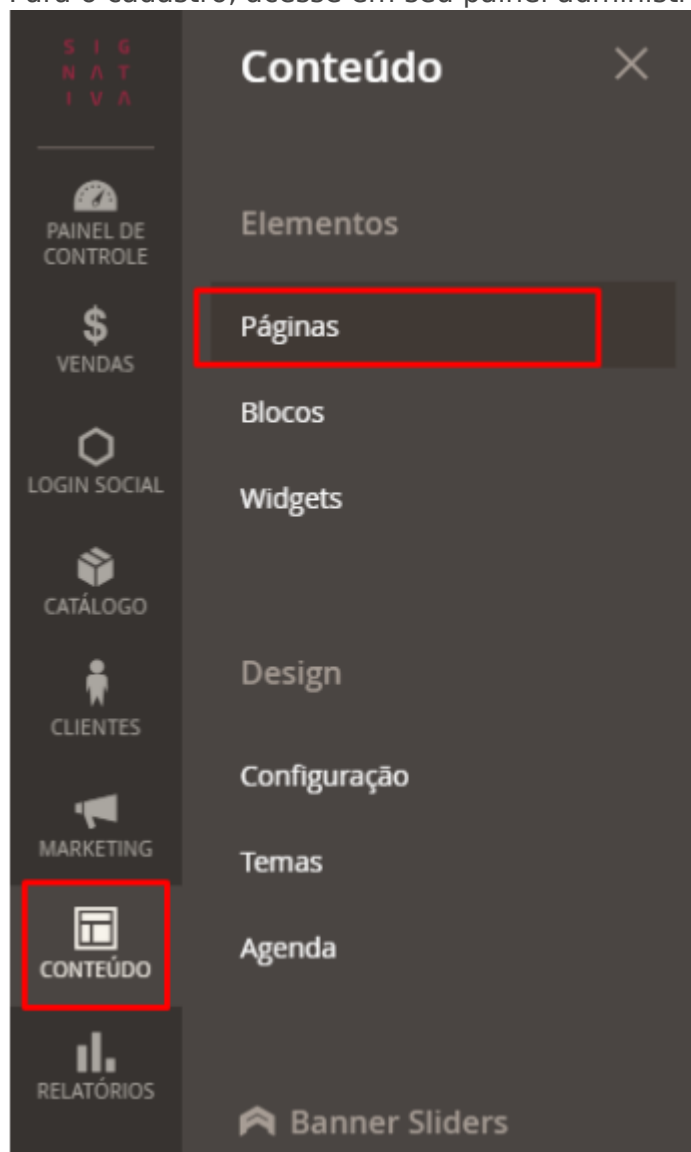 Para o cadastro, acesse em seu painel administ
S I G
N A T
I V A
PAINEL DE
CONTROLE
VENDAS
LOGIN SOCIAL
CATÁLOGO
CLIENTES
MARKETING
CONTEÚDO
RELATÓRIOS
Conteúdo
Elementos
Páginas
Blocos
Widgets
Design
Configuração
Temas
Agenda
Banner Sliders